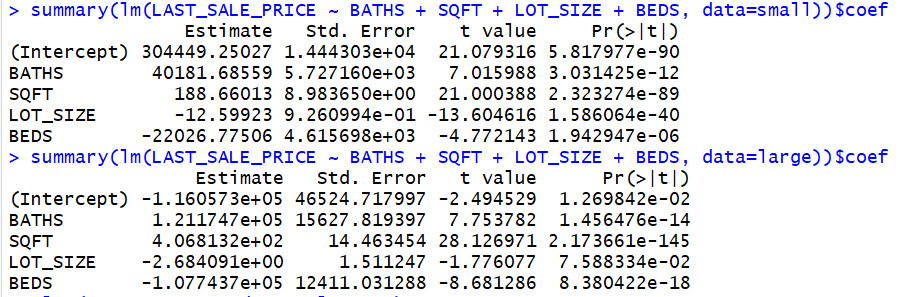 > summary(lm(LAST_SALE_PRICE ~ BATHS + SQFT + LOT_SIZE + BEDS, data=small))$coef
Estimate Std. Error t value Pr(>|t|)
(Intercept) 304449.25027 1.444303e+04 21.079316 5.817977e-90
BATHS 40181.68559 5.727160e+03 7.015988 3.031425e-12
SQFT 188.66013 8.983650e+00 21.000388 2.323274e-89
LOT_SIZE -12.59923 9.260994e-01 -13.604616 1.586064e-40
BEDS -22026.77506 4.615698e+03 -4.772143 1.942947e-06
> summary(lm(LAST_SALE_PRICE ~ BATHS + SQFT + LOT_SIZE + BEDS, data=large))$coef
Estimate Std. Error t value Pr(>|t|)
(Intercept) -1.160573e+05 46524.717997 -2.494529 1.269842e-02
BATHS 1.211747e+05 15627.819397 7.753782 1.456476e-14
SQFT 4.068132e+02 14.463454 28.126971 2.173661e-145
LOT_SIZE -2.684091e+00 1.511247 -1.776077 7.588334e-02
BEDS -1.077437e+05 12411.031288 -8.681286 8.380422e-18